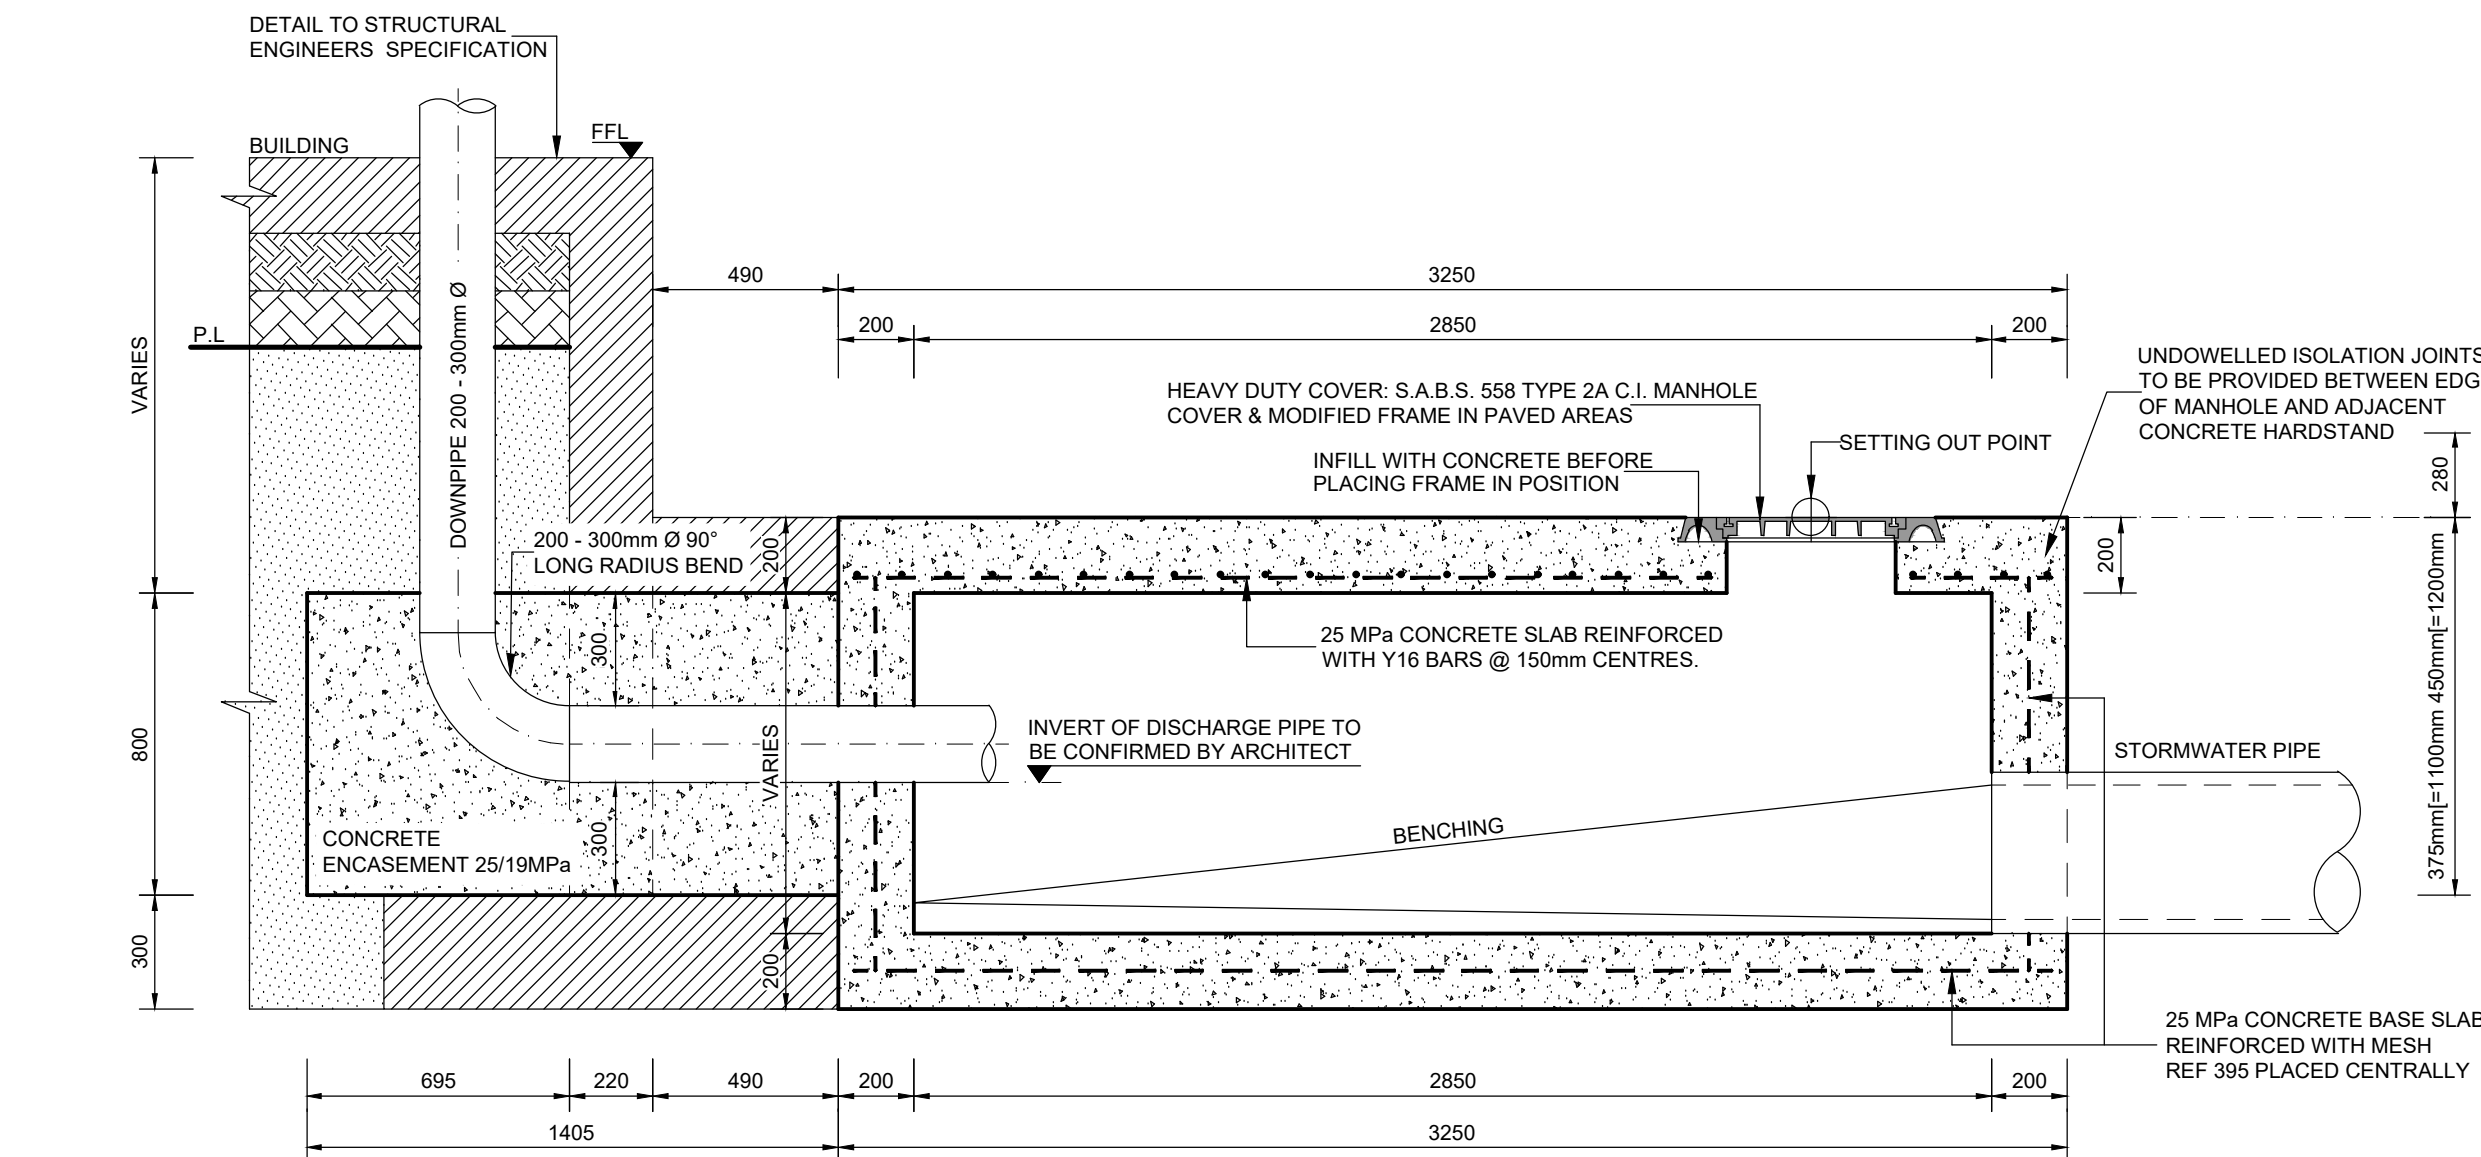 DETAIL TO STRUCTURAL
ENGINEERS SPECIFICATION
BUILDING
FFL
P.L
VARIES
800
300
DOWNPIPE 200 - 300mm Ø
200 - 300mm Ø 90°
LONG RADIUS BEND
CONCRETE
ENCASEMENT 25/19MPa
300
300
200
VARIES
200
490
3250
200
2850
200
HEAVY DUTY COVER: S.A.B.S. 558 TYPE 2A C.I. MANHOLE
COVER & MODIFIED FRAME IN PAVED AREAS
INFILL WITH CONCRETE BEFORE
PLACING FRAME IN POSITION
SETTING OUT POINT
UNDOWELLED ISOLATION JOINTS
TO BE PROVIDED BETWEEN EDG
OF MANHOLE AND ADJACENT
CONCRETE HARDSTAND
280
200
375mm[=1100mm 450mm[=1200mm
25 MPa CONCRETE SLAB REINFORCED
WITH Y16 BARS @ 150mm CENTRES.
INVERT OF DISCHARGE PIPE TO
BE CONFIRMED BY ARCHITECT
STORMWATER PIPE
BENCHING
25 MPa CONCRETE BASE SLAB
REINFORCED WITH MESH
REF 395 PLACED CENTRALLY
695
220
490
200
2850
200
1405
3250